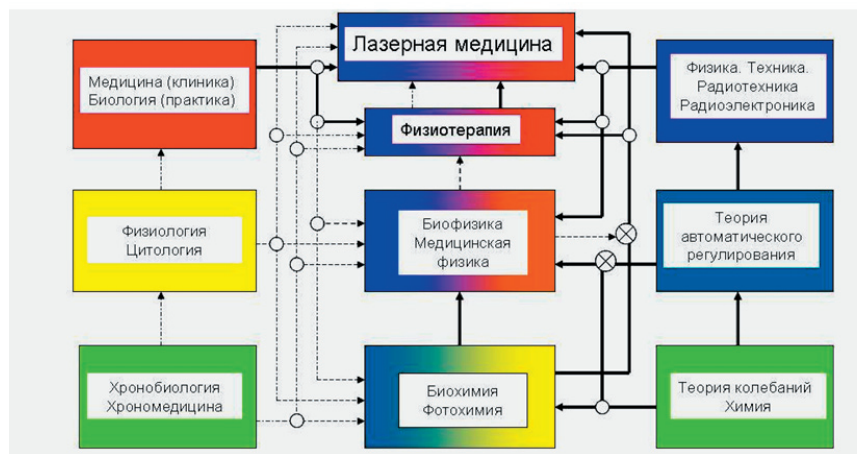 Лазерная медицина
Медицина (клиника)
Биология (практика)
Физика. Техника.
Радиотехника
Радиоэлектроника
Физиотерапия
Физиология
Цитология
Биофизика
Медицинская
физика
Теория
автоматического
регулирования
Хронобиология
Хрономедицина
Биохимия
Фотохимия
Теория колебаний
Химия